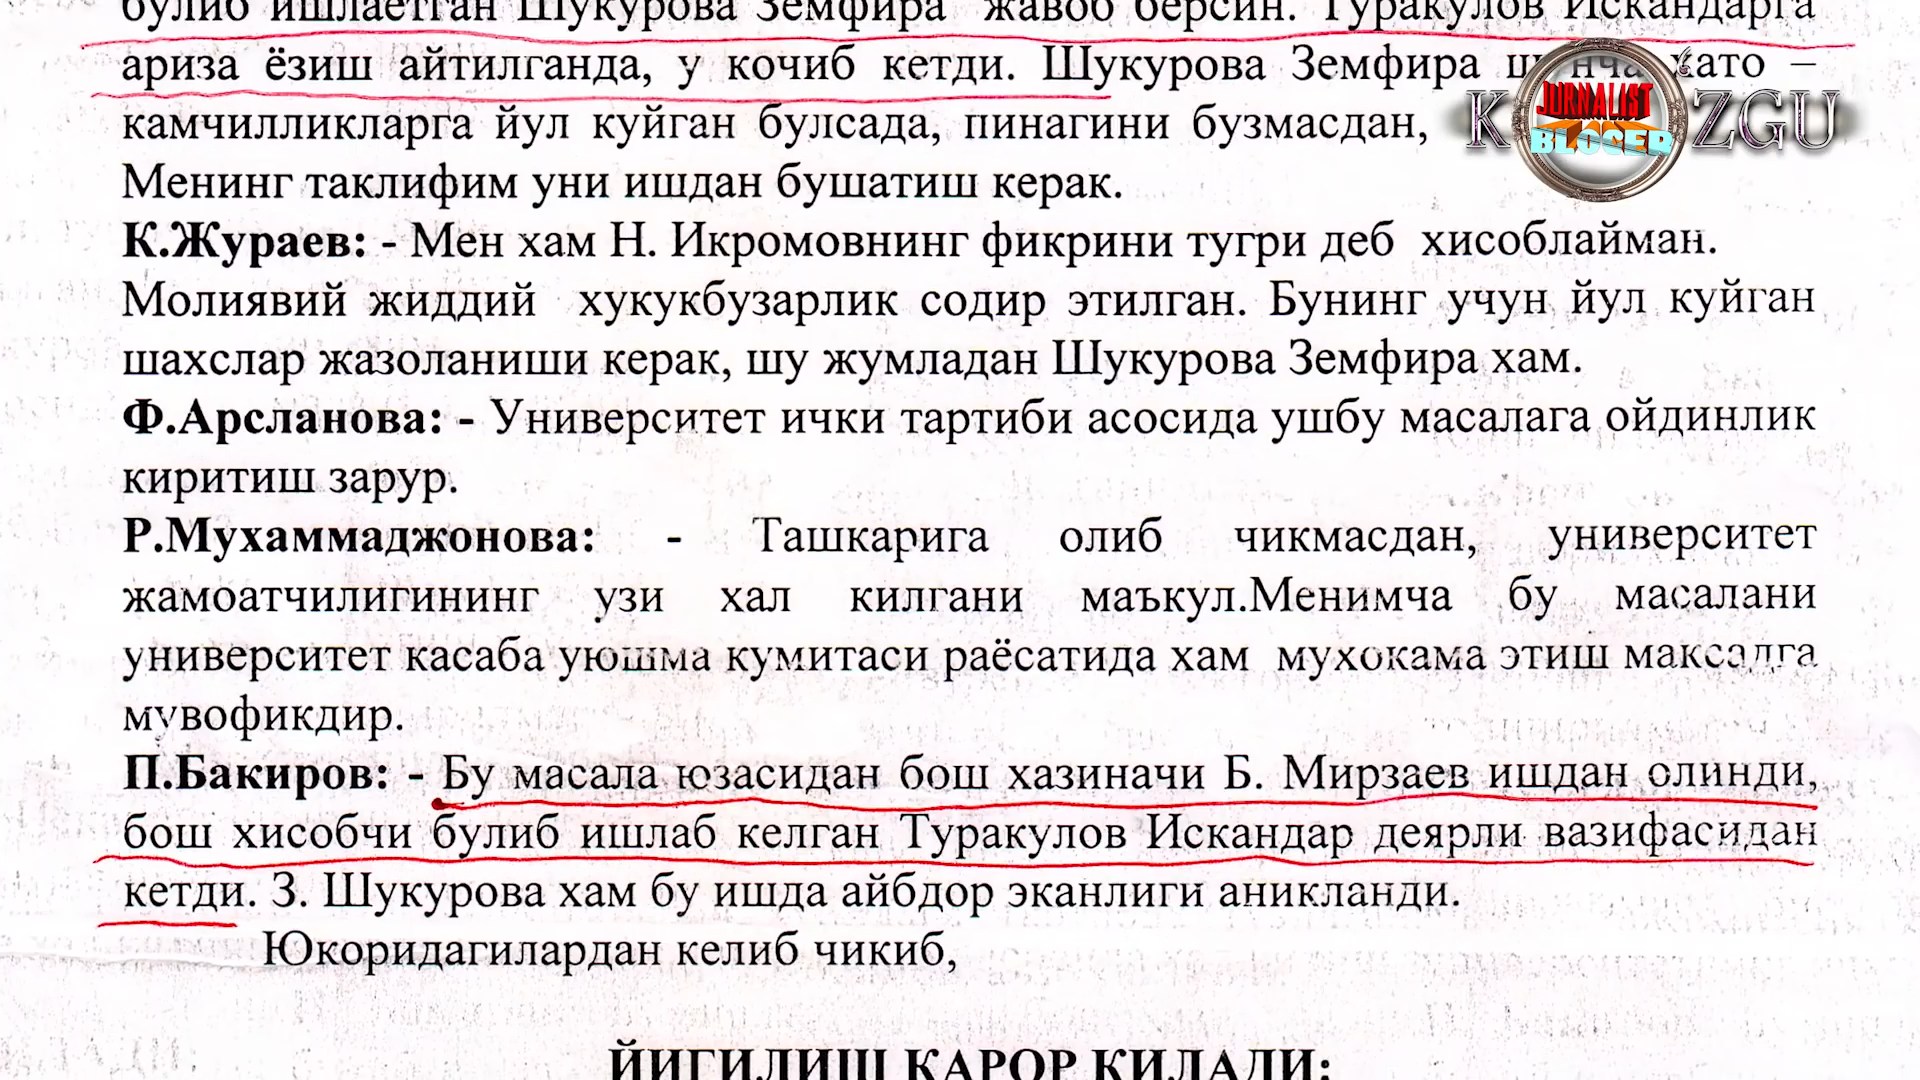 булиб ишлаётган Шукурова Земфира жавоб берсин. Туракулов Искандарга
ариза ёзиш айтилганда, у кочиб кетди. Шукурова Земфира шунча хато –
камчилликларга йул куйган булсада, пинагини бузмасдан,
Менинг таклифим уни ишдан бушатиш керак.
К.Жураев: - Мен хам Н. Икромовнинг фикрини тугри деб хисоблайман.
Молиявий жиддий хукукбузарлик содир этилган. Бунинг учун йул куйган
шахслар жазоланиши керак, шу жумладан Шукурова Земфира хам.
Ф.Арсланова: - Университет ички тартиби асосида ушбу масалага ойдинлик
киритиш зарур.
Р.Мухаммаджонова: - Ташкарига олиб чикмасдан, университет
жамоатчилигининг узи хал килгани маъкул.Менимча бу масалани
университет касаба уюшма кумитаси раёсатида хам мухокама этиш максадга
мувофикдир.
П.Бакиров: - Бу масала юзасидан бош хазиначи Б. Мирзаев ишдан олинди,
бош хисобчи булиб ишлаб келган Туракулов Искандар деярли вазифасидан
кетди. З. Шукурова хам бу ишда айбдор эканлиги аникланди.
Юкоридагилардан келиб чикиб,
ЙИГИЛИШ КАРОР КИЛАДИ:
JURNALIST
BLOGER
K ZGU